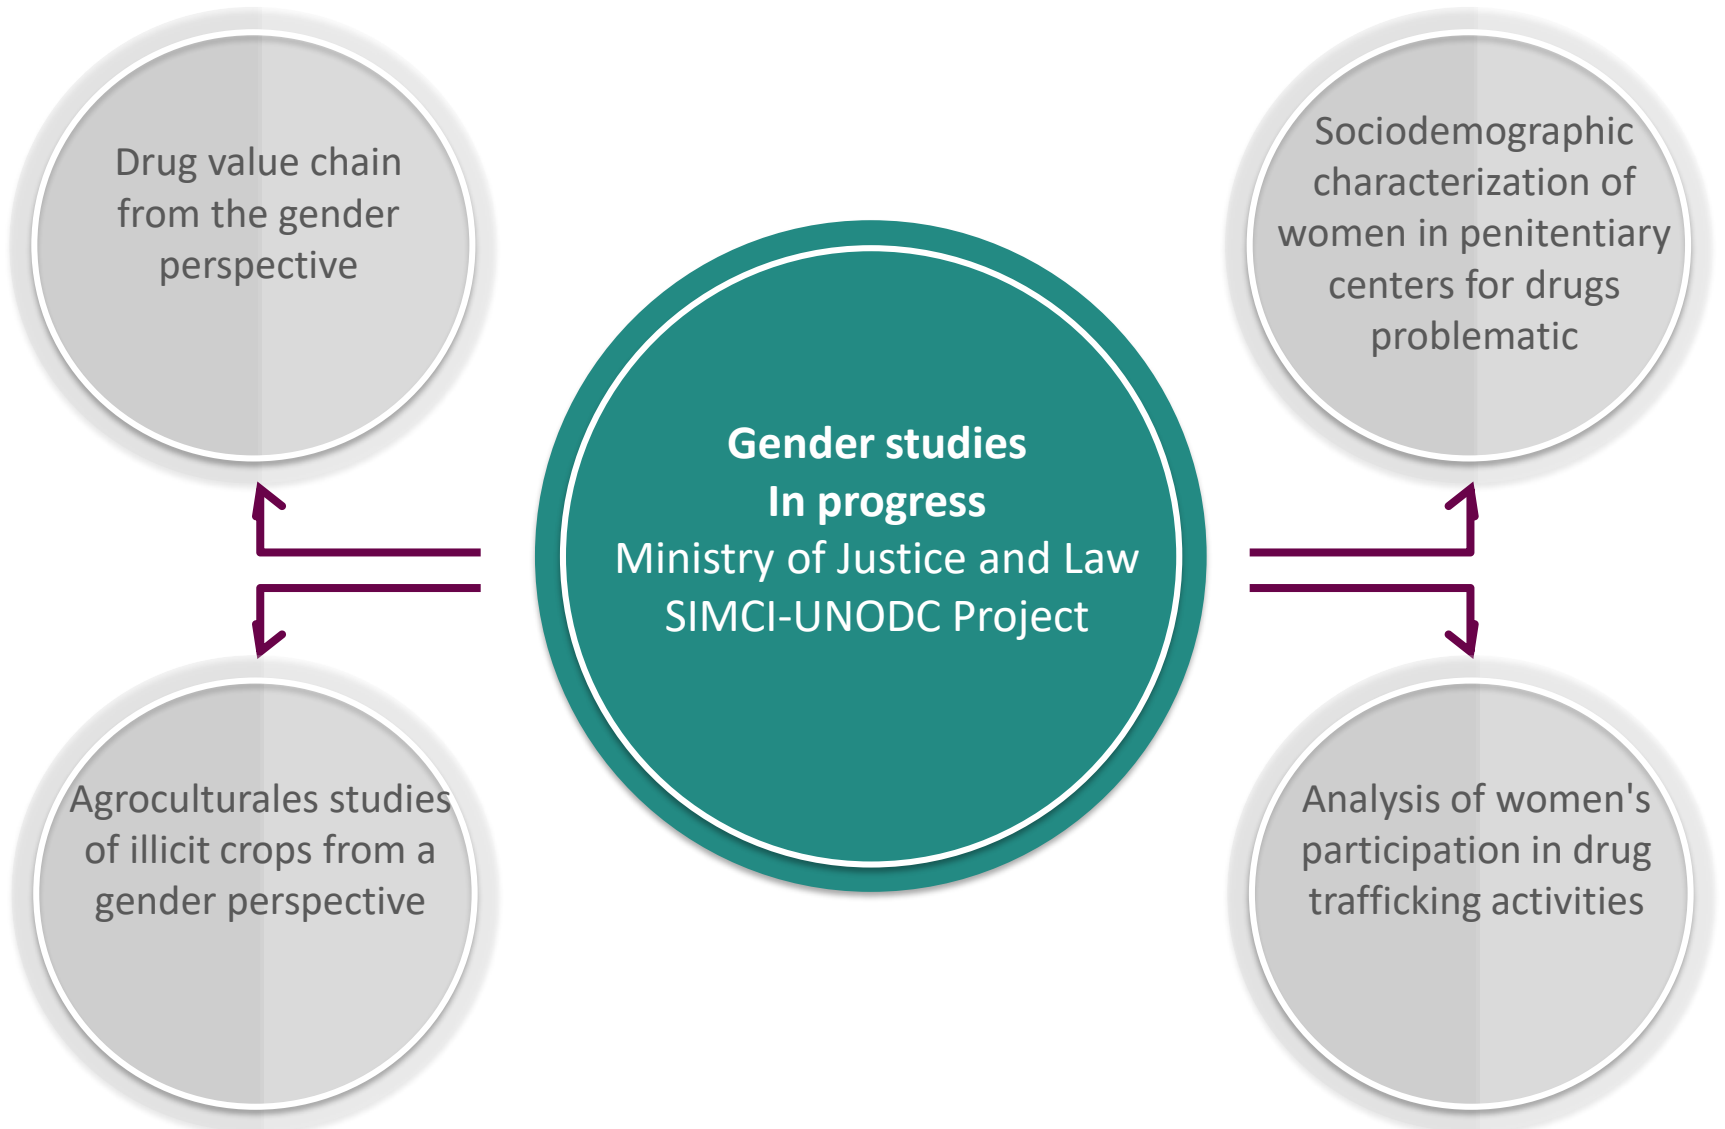 Drug value chain
from the gender
perspective
Sociodemographic
characterization of
women in penitentiary
centers for drugs
problematic
Gender studies
In progress
Ministry of Justice and Law
SIMCI-UNODC Project
Agroculturales studies
of illicit crops from a
gender perspective
Analysis of women's
participation in drug
trafficking activities